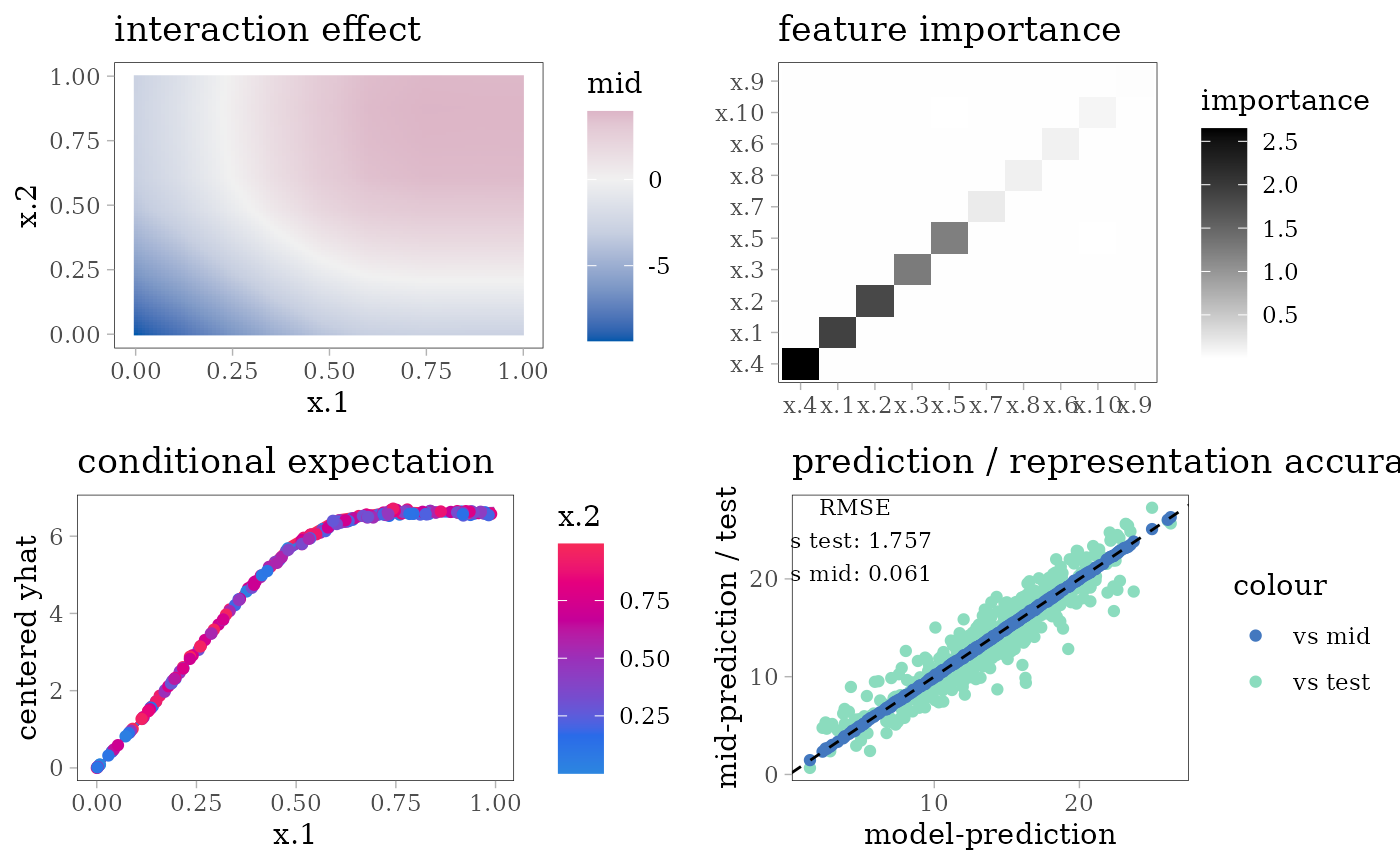 interaction effect
mid
1.00
0.75
0.50
0.25
0.00
x.2
0
-5
0.00 0.25 0.50 0.75 1.00
x.1
feature importance
x.9
x.10
x.6
x.8
x.7
x.5
x.3
x.2
x.1
x.4
x.4 x.1 x.2 x.3 x.5 x.7 x.8 x.6 x.10 x.9
importance
2.5
2.0
1.5
1.0
0.5
conditional expectation
6
4
2
0
centered yhat
0.00 0.25 0.50 0.75 1.00
x.1
x.2
0.75
0.50
0.25
prediction / representation accura
RMSE
s test: 1.757
s mid: 0.061
20
10
0
mid-prediction / test
10 20
model-prediction
colour
vs mid
vs test